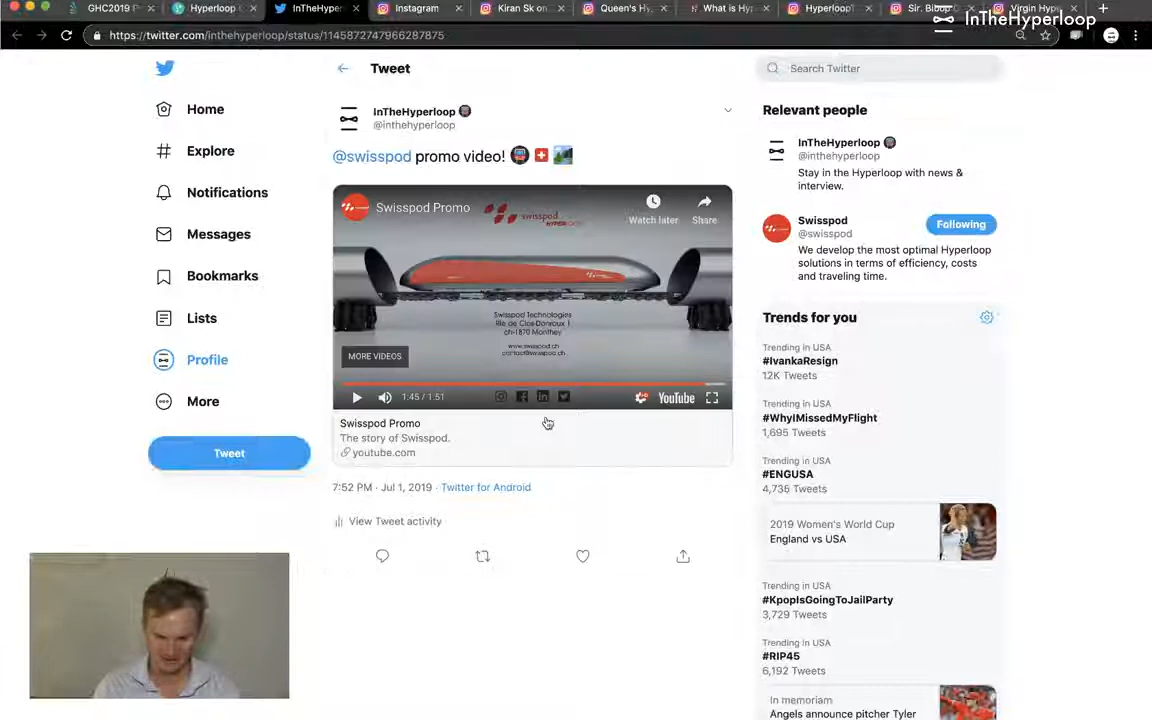 GHC2019 P
Hyperloop
InTheHyper
Instagram
Kiran Sk on
Queen's Hy
What is Hy
HyperloopT
Sir. Bibop
Virgin Hyp
InTheHyperloop
https://twitter.com/inthehyperloop/status/1145872747966287875
Home
Explore
Notifications
Messages
Bookmarks
Lists
Profile
More
Tweet
Tweet
InTheHyperloop
@inthehyperloop
@swisspod promo video!
Swisspod Promo
swisspod
Watch later
Share
Swisspod Technologies
ch-1870 Monthey
www.swisspod.ch
contact@swisspod.ch
MORE VIDEOS
1:45 / 1:51
YouTube
Swisspod Promo
The story of Swisspod.
youtube.com
7:52 PM · Jul 1, 2019 · Twitter for Android
View Tweet activity
Search Twitter
Relevant people
InTheHyperloop
@inthehyperloop
Stay in the Hyperloop with news &
interview.
Swisspod
@swisspod
Following
We develop the most optimal Hyperloop
solutions in terms of efficiency, costs
and traveling time.
Trends for you
Trending in USA
#IvankaResign
12K Tweets
Trending in USA
#WhyIMissedMyFlight
1,695 Tweets
Trending in USA
#ENGUSA
4,735 Tweets
2019 Women's World Cup
England vs USA
Trending in USA
#KpopIsGoingToJailParty
3,729 Tweets
Trending in USA
#RIP45
6,192 Tweets
In memoriam
Angels announce pitcher Tyler